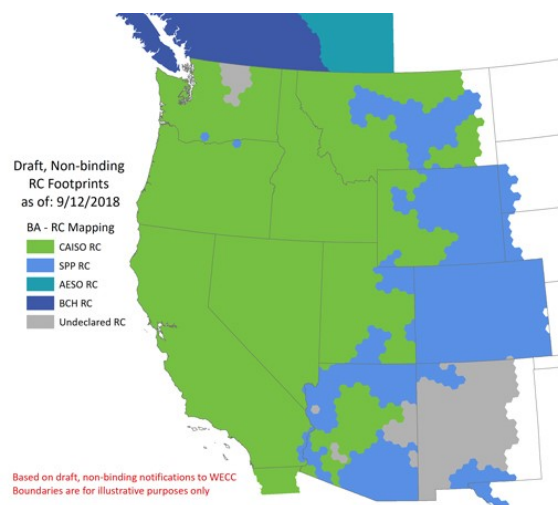 Draft, Non-binding
RC Footprints
as of: 9/12/2018
BA - RC Mapping
CAISO RC
SPP RC
AESO RC
BCH RC
Undeclared RC
Based on draft, non-binding notifications to WECC
Boundaries are for illustrative purposes only